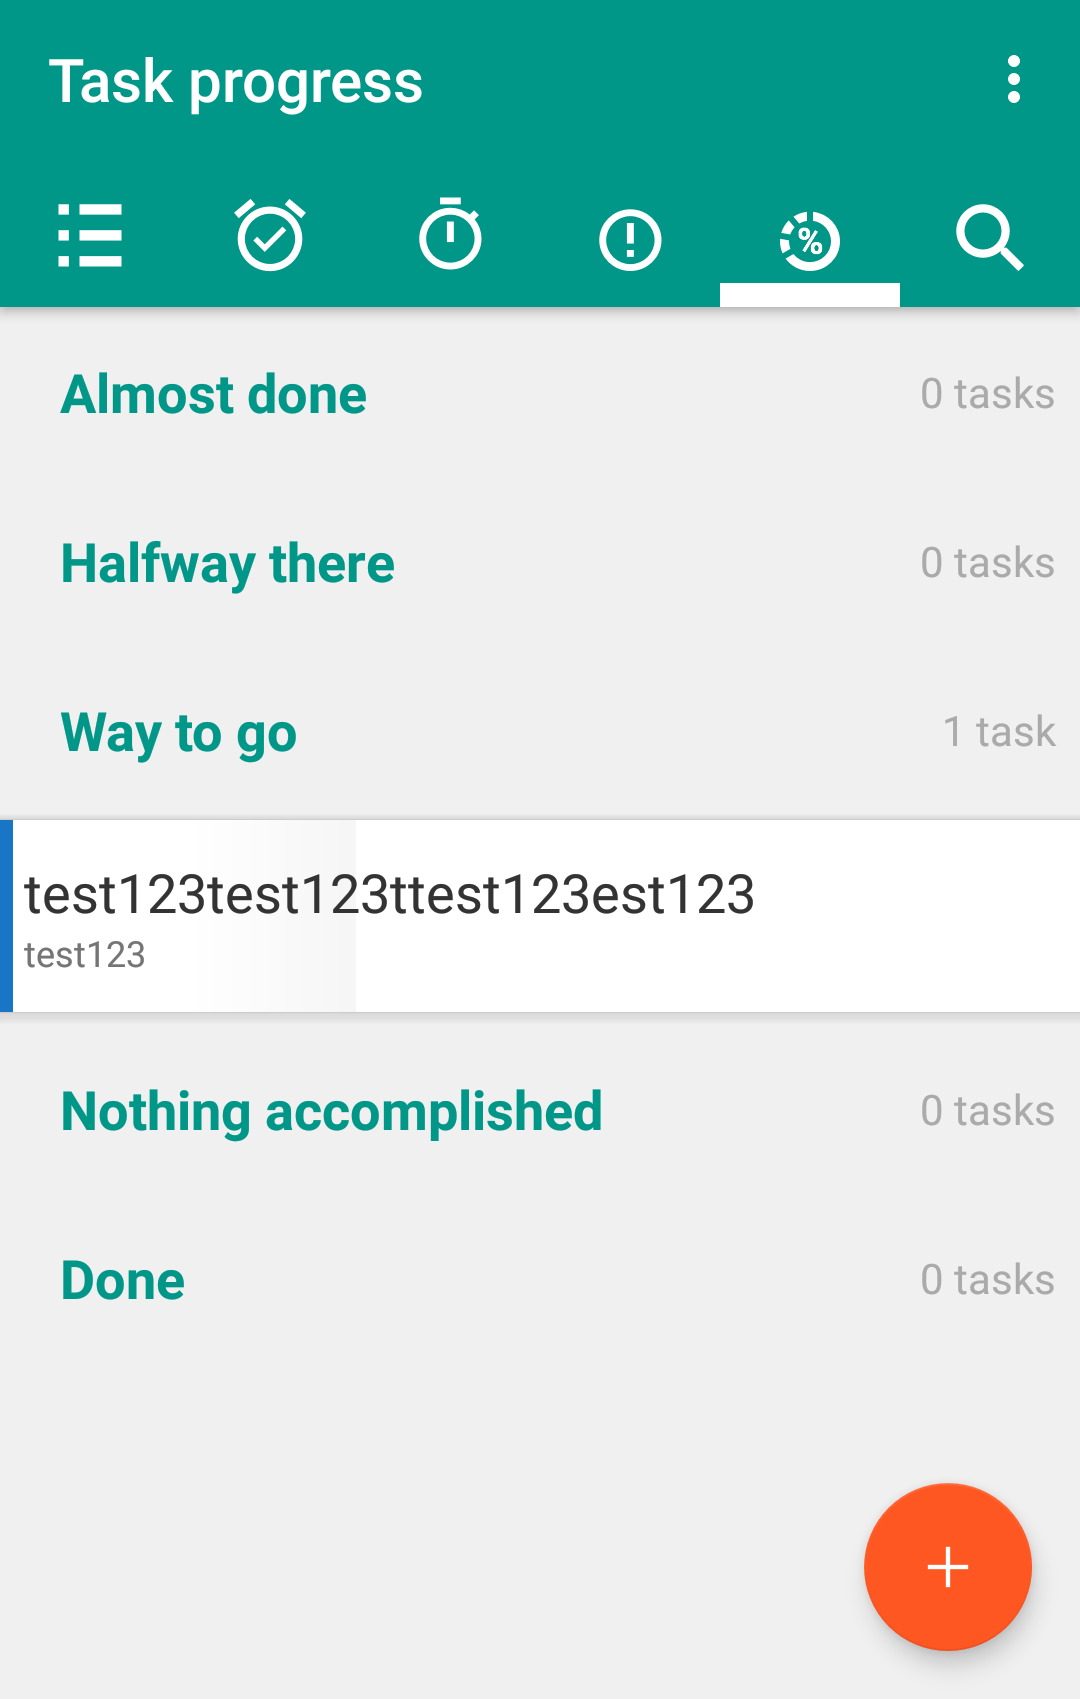 Task progress
%
Almost done
0 tasks
Halfway there
0 tasks
Way to go
1 task
test123test123ttest123est123
test123
Nothing accomplished
0 tasks
Done
0 tasks